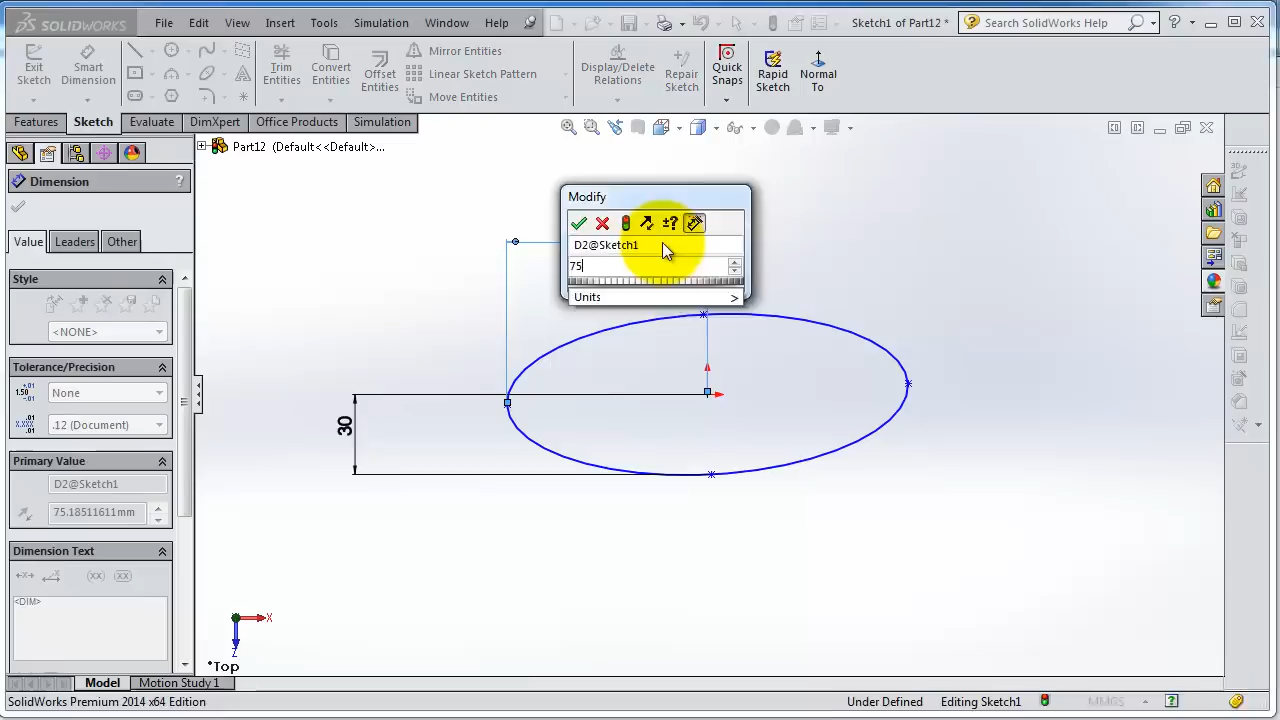 SOLIDWORKS File Edit View Insert Tools Simulation Window Help Sketch1 of Part12 * Search SolidWorks Help
Exit Sketch
Smart Dimension
Trim Entities
Convert Entities
Offset Entities
Mirror Entities
Linear Sketch Pattern
Move Entities
Display/Delete Relations
Repair Sketch
Quick Snaps
Rapid Sketch
Normal To
Features Sketch Evaluate DimXpert Office Products Simulation
Part12 (Default<<Default>...
Dimension ?
Value Leaders Other
Style
<NONE>
Tolerance/Precision
None
.12 (Document)
Primary Value
D2@Sketch1
75.18511611mm
Dimension Text
(xx) (xx)
<DIM>
Modify
±?
D2@Sketch1
75
Units >
30
X
Z
*Top
Model Motion Study 1
SolidWorks Premium 2014 x64 Edition Under Defined Editing Sketch1 MMGS ?